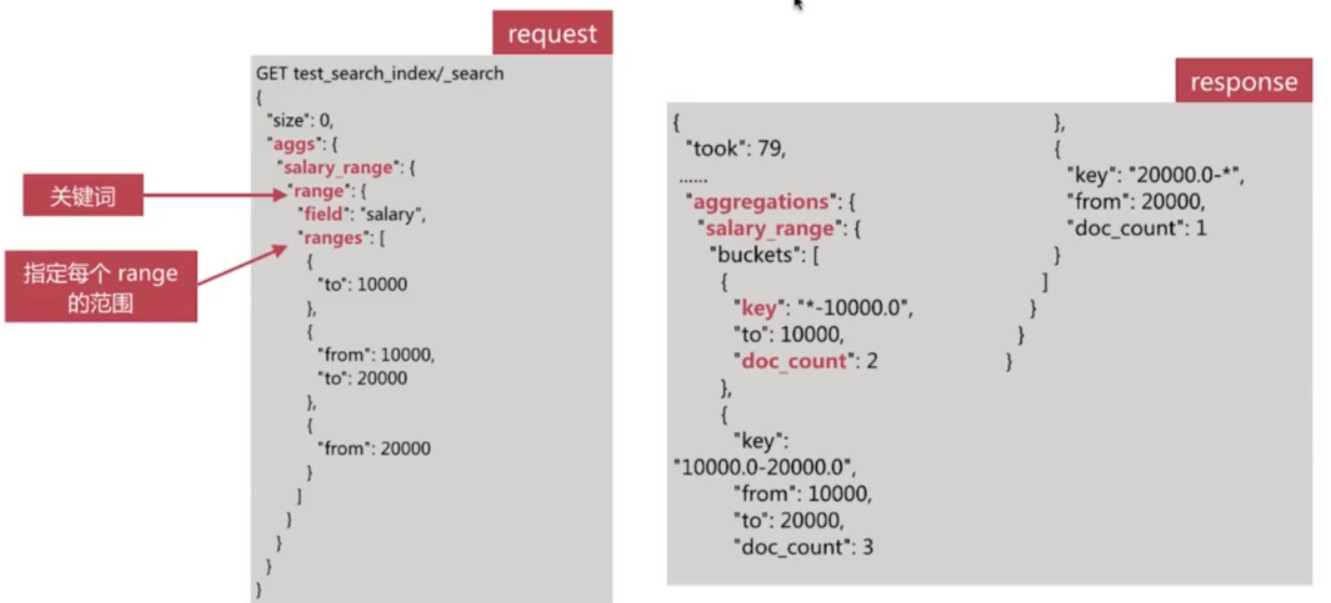 request
GET test_search_index/_search
{
"size": 0,
"aggs": {
"salary_range": {
"range": {
"field": "salary",
"ranges": [
{
"to": 10000
},
{
"from": 10000,
"to": 20000
},
{
"from": 20000
}
]
}
}
}
}
关键词
指定每个 range
的范围
response
{
"took": 79,
......
"aggregations": {
"salary_range": {
"buckets": [
{
"key": "*-10000.0",
"to": 10000,
"doc_count": 2
},
{
"key":
"10000.0-20000.0",
"from": 10000,
"to": 20000,
"doc_count": 3
},
{
"key": "20000.0-*",
"from": 20000,
"doc_count": 1
}
]
}
}
}